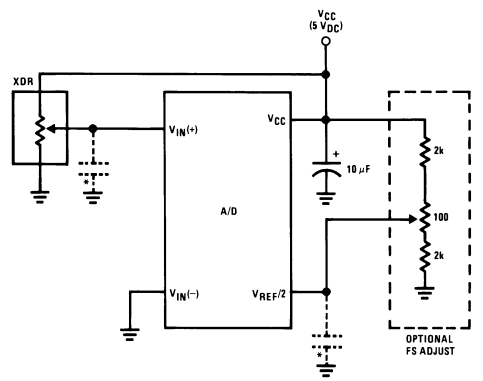 VCC
(5 VDC)
XDR
VIN(+)
VCC
2k
+
10 μF
*
A/D
100
2k
VIN(–)
VREF/2
*
OPTIONAL
FS ADJUST